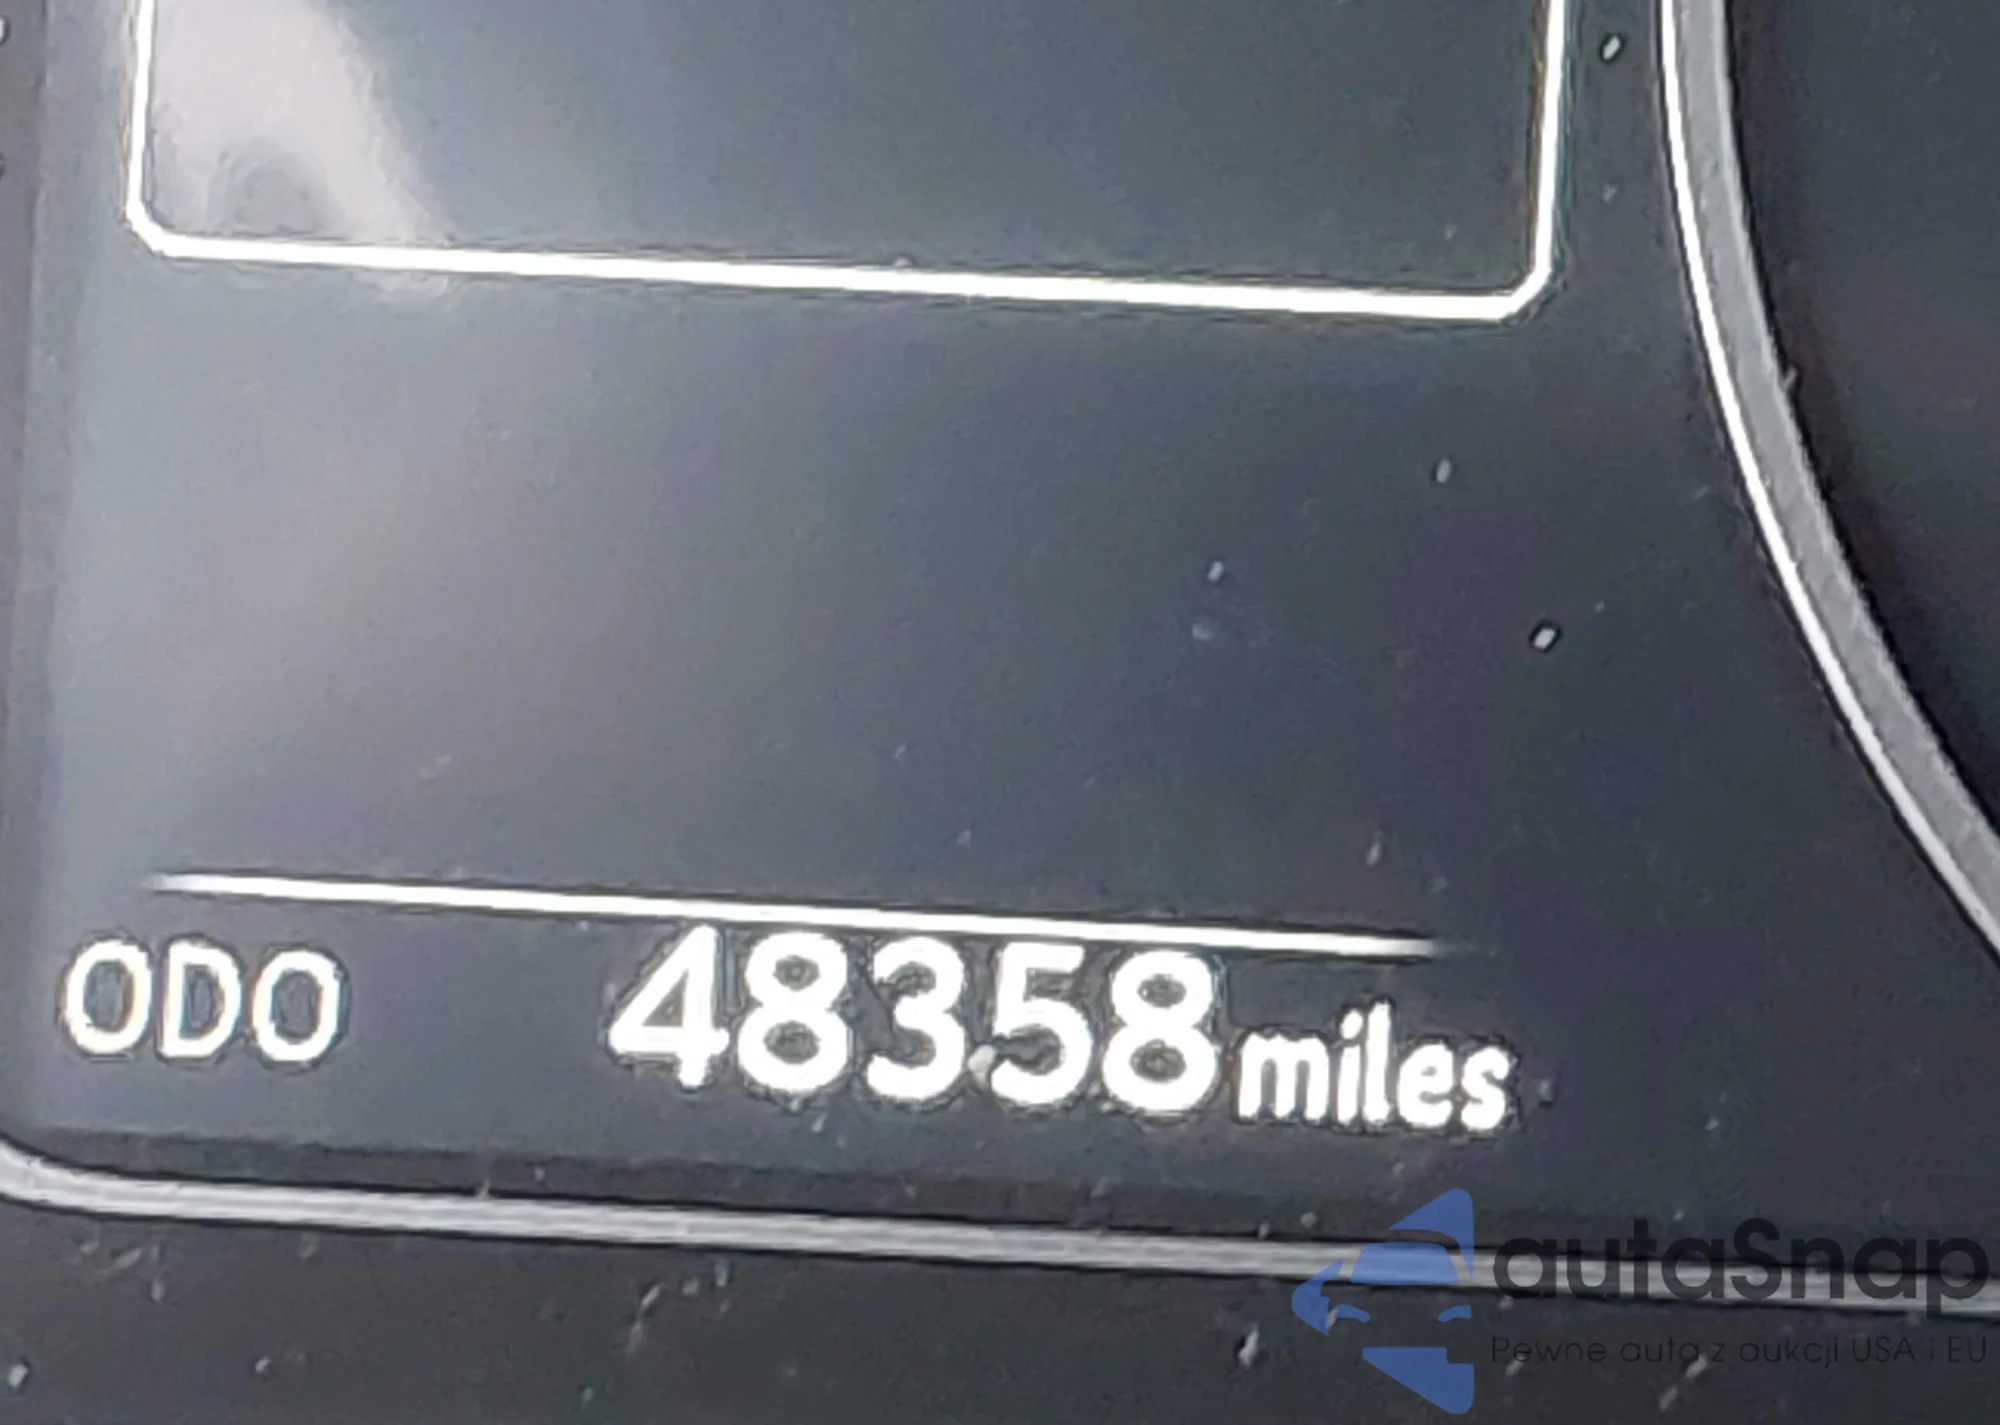 ODO 48358 miles
autaSnap
Pewne auta z aukcji USA i EU